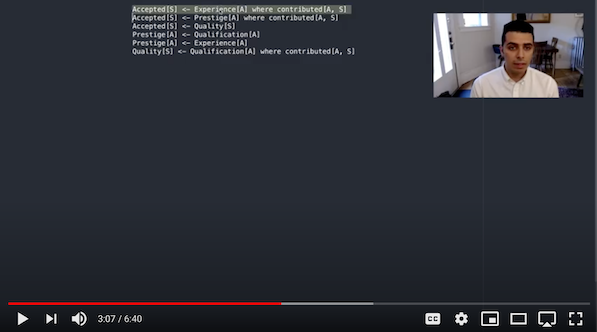 Accepted[S] <- Experience[A] where contributed[A, S]
Accepted[S] <- Prestige[A] where contributed[A, S]
Accepted[S] <- Quality[S]
Prestige[A] <- Qualification[A]
Prestige[A] <- Experience[A]
Quality[S] <- Qualification[A] where contributed[A, S]
3:07 / 6:40
CC